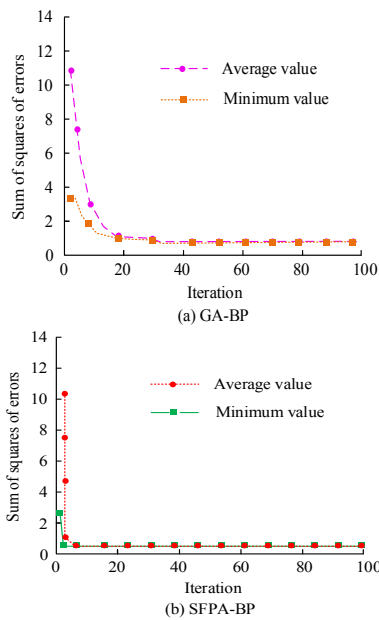 14
12
10
8
6
4
2
0
Sum of squares of errors
Average value
Minimum value
0 20 40 60 80 100
Iteration
(a) GA-BP
14
12
10
8
6
4
2
0
Sum of squares of errors
Average value
Minimum value
0 20 40 60 80 100
Iteration
(b) SFPA-BP